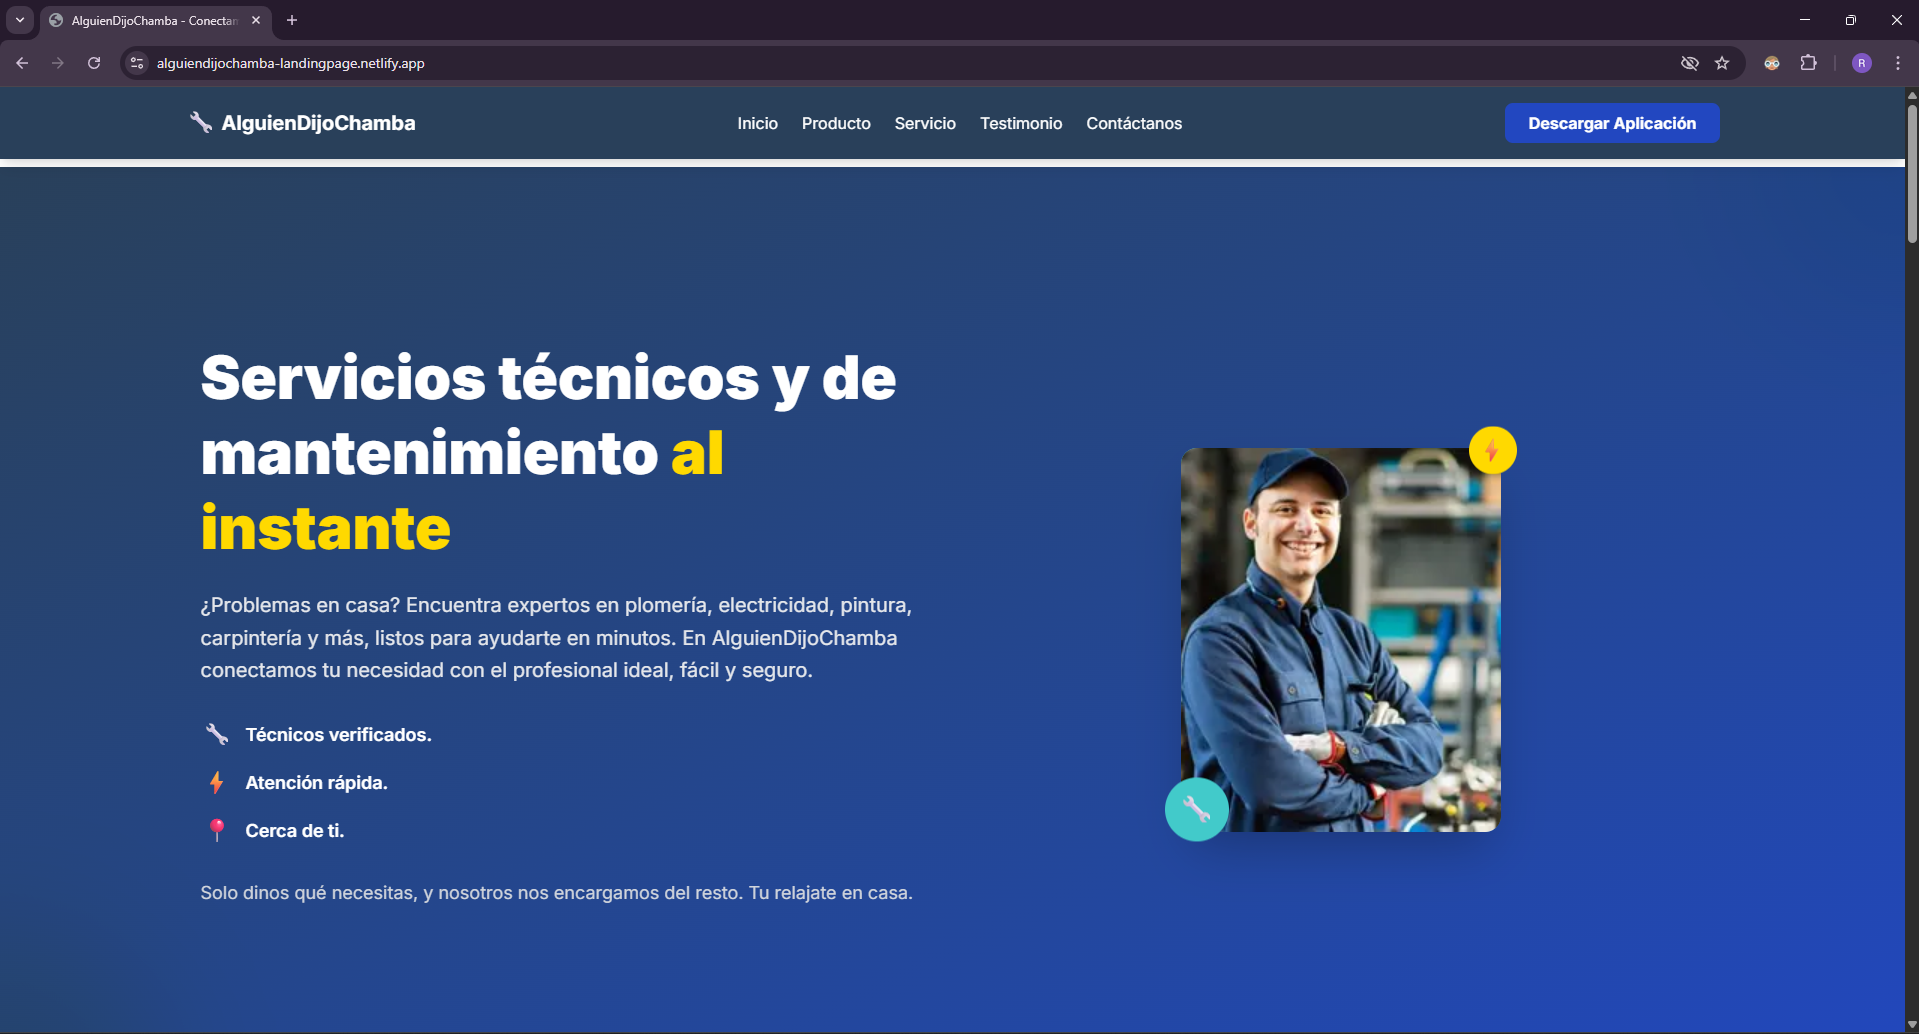 AlguienDijoChamba - Conectan
alguiendijochamba-landingpage.netlify.app
R
AlguienDijoChamba
Inicio
Producto
Servicio
Testimonio
Contáctanos
Descargar Aplicación
Servicios técnicos y de
mantenimiento al
instante
¿Problemas en casa? Encuentra expertos en plomería, electricidad, pintura,
carpintería y más, listos para ayudarte en minutos. En AlguienDijoChamba
conectamos tu necesidad con el profesional ideal, fácil y seguro.
Técnicos verificados.
Atención rápida.
Cerca de ti.
Solo dinos qué necesitas, y nosotros nos encargamos del resto. Tu relajate en casa.